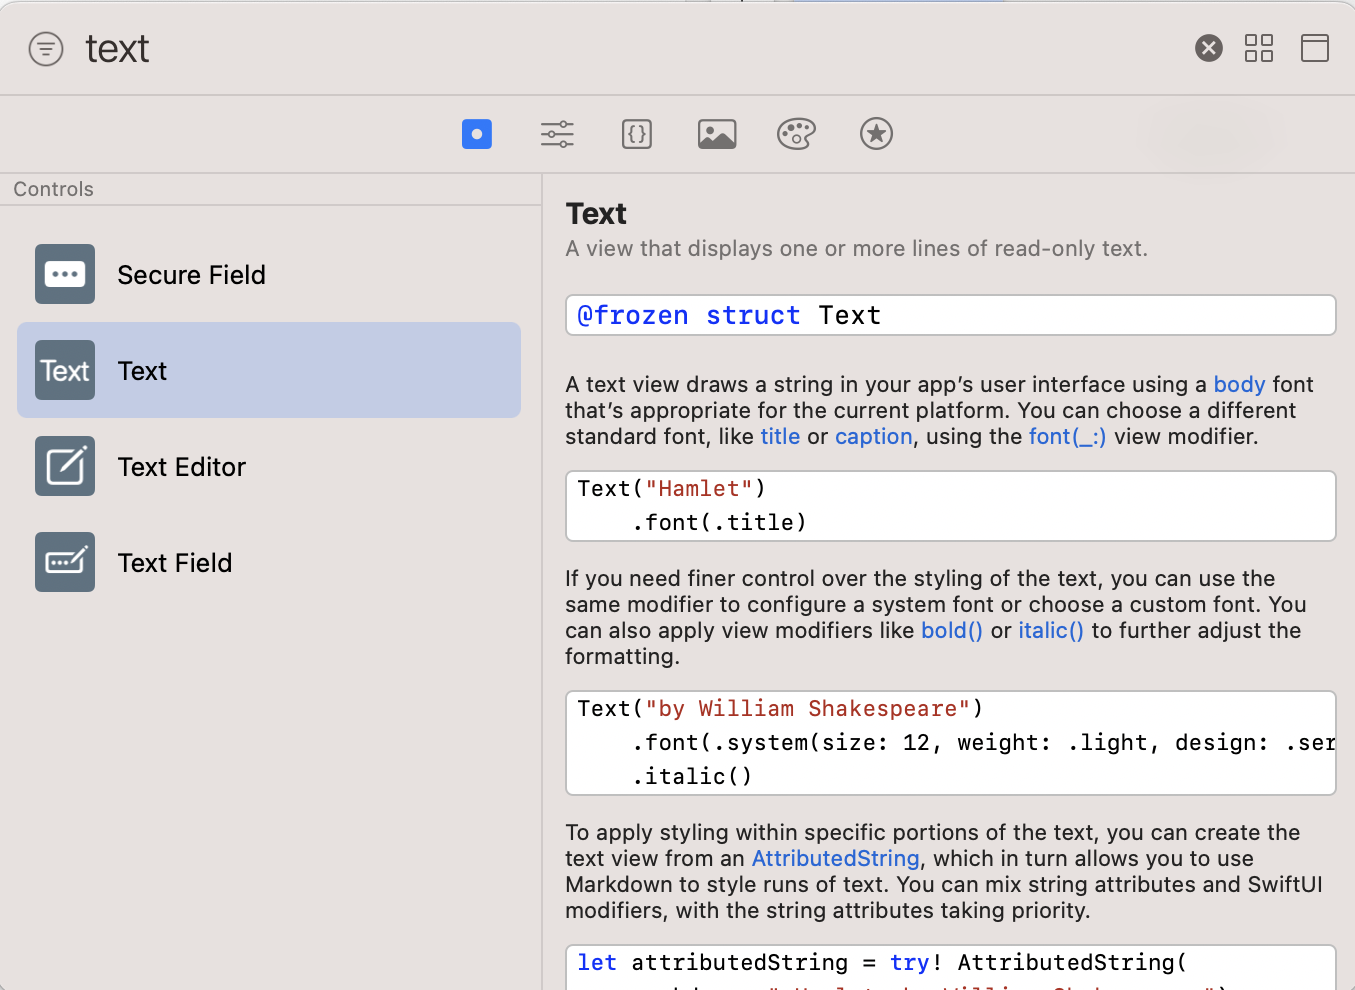 text
Controls
Secure Field
Text
Text
Text Editor
Text Field
Text
A view that displays one or more lines of read-only text.
@frozen struct Text
A text view draws a string in your app’s user interface using a body font
that’s appropriate for the current platform. You can choose a different
standard font, like title or caption, using the font(_:) view modifier.
Text("Hamlet")
    .font(.title)
If you need finer control over the styling of the text, you can use the
same modifier to configure a system font or choose a custom font. You
can also apply view modifiers like bold() or italic() to further adjust the
formatting.
Text("by William Shakespeare")
    .font(.system(size: 12, weight: .light, design: .ser
    .italic()
To apply styling within specific portions of the text, you can create the
text view from an AttributedString, which in turn allows you to use
Markdown to style runs of text. You can mix string attributes and SwiftUI
modifiers, with the string attributes taking priority.
let attributedString = try! AttributedString(